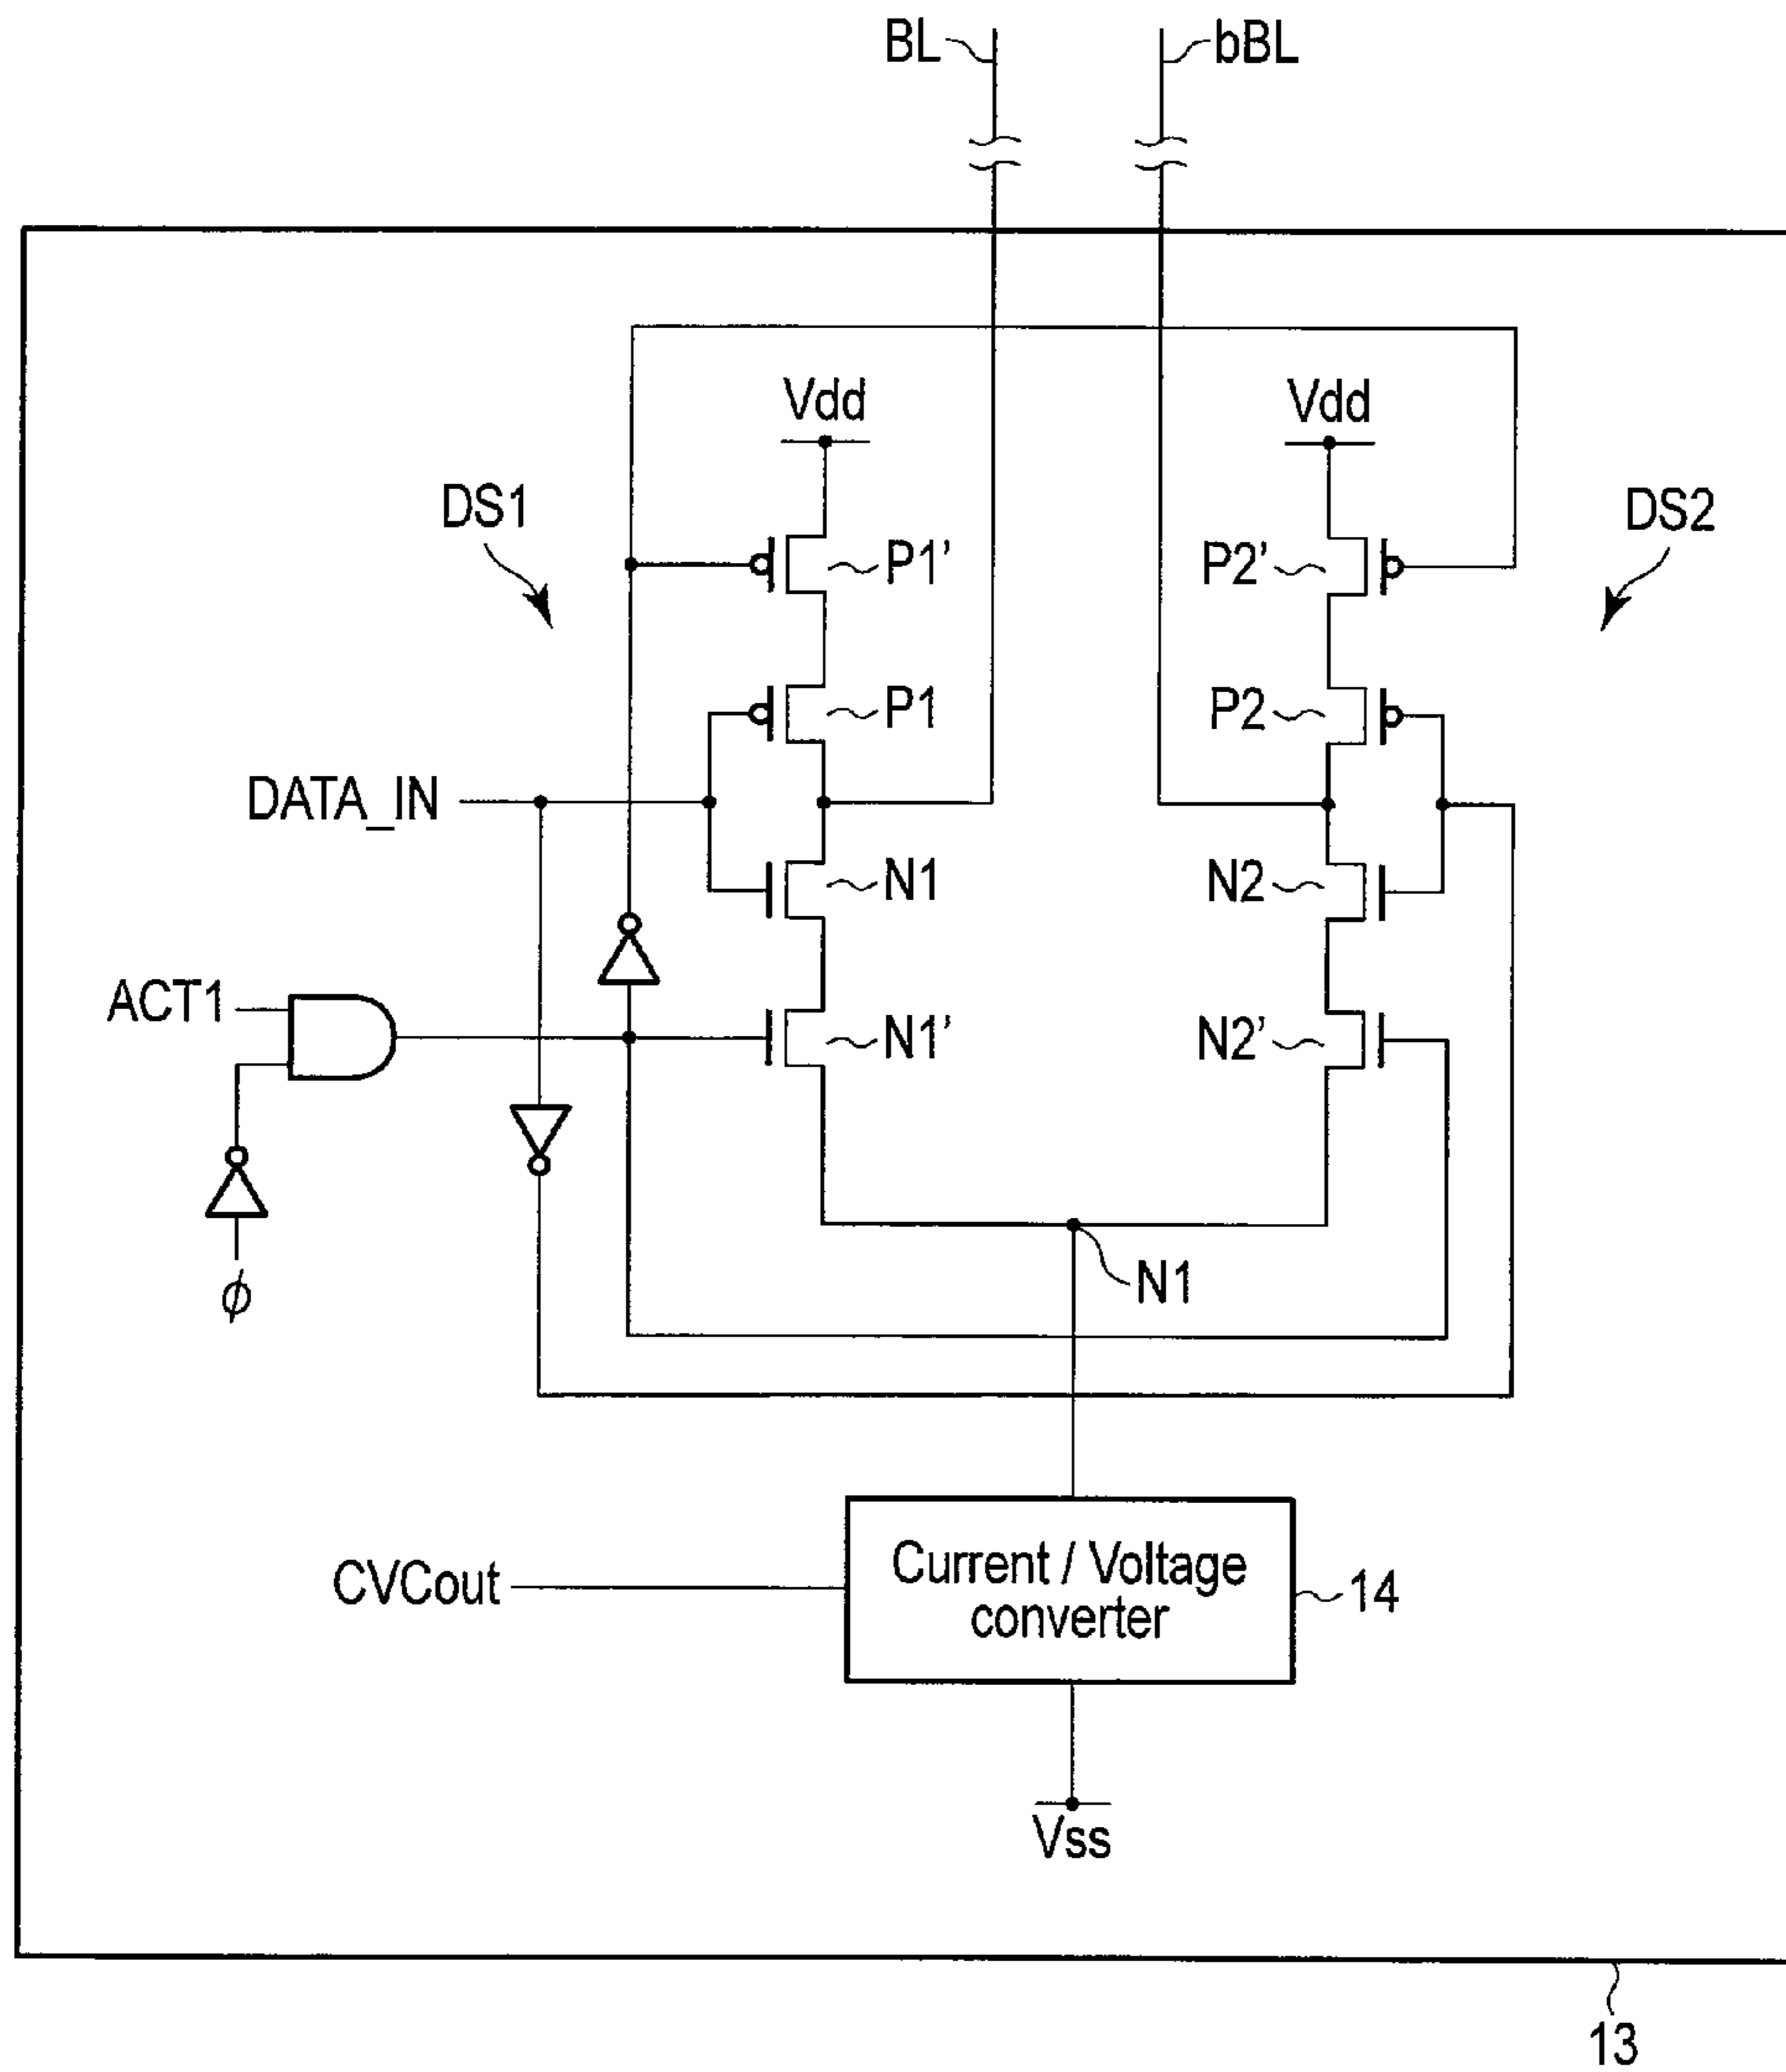 BL
bBL
Vdd
Vdd
DS1
DS2
P1’
P2’
P1
P2
DATA_IN
N1
N2
ACT1
N1’
N2’
N1
ϕ
CVCout
Current / Voltage
converter
14
Vss
13